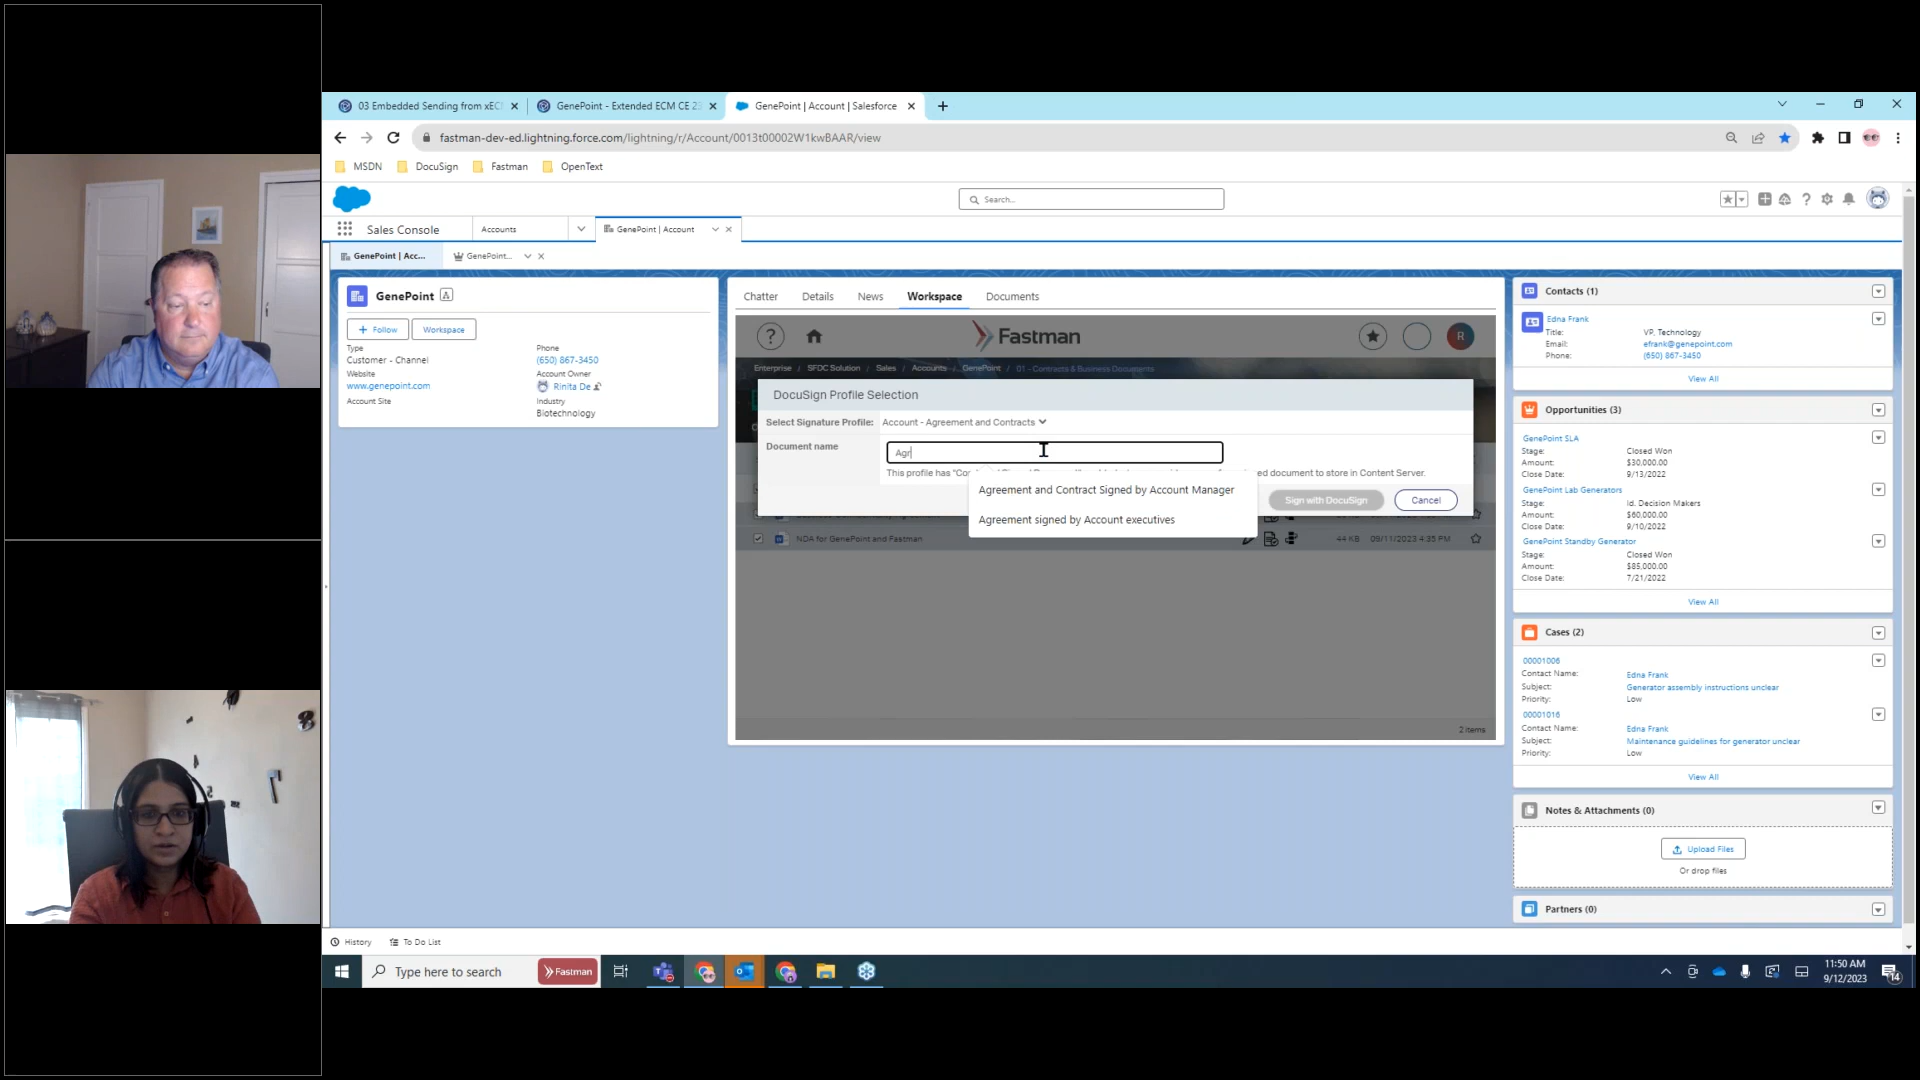 03 Embedded Sending from xEC
GenePoint - Extended ECM CE 23
GenePoint | Account | Salesforce
fastman-dev-ed.lightning.force.com/lightning/r/Account/0013t00002W1kwBAAR/view
MSDN
DocuSign
Fastman
OpenText
Search...
Sales Console
Accounts
GenePoint | Account
GenePoint | Acc...
GenePoint...
GenePoint
Follow
Workspace
Type
Customer - Channel
Website
www.genepoint.com
Account Site
Phone
(650) 867-3450
Account Owner
Rinita De
Industry
Biotechnology
Chatter
Details
News
Workspace
Documents
Fastman
R
Enterprise / SFDC Solution / Sales / Accounts / GenePoint / 01 - Contracts & Business Documents
DocuSign Profile Selection
Select Signature Profile: Account - Agreement and Contracts
Document name
Agr
This profile has "Co
ed document to store in Content Server.
Agreement and Contract Signed by Account Manager
Agreement signed by Account executives
Sign with DocuSign
Cancel
NDA for GenePoint and Fastman
44 KB
09/11/2023 4:35 PM
2 items
Contacts (1)
Edna Frank
Title: VP, Technology
Email: efrank@genepoint.com
Phone: (650) 867-3450
View All
Opportunities (3)
GenePoint SLA
Stage: Closed Won
Amount: $30,000.00
Close Date: 9/13/2022
GenePoint Lab Generators
Stage: Id. Decision Makers
Amount: $60,000.00
Close Date: 9/10/2022
GenePoint Standby Generator
Stage: Closed Won
Amount: $85,000.00
Close Date: 7/21/2022
View All
Cases (2)
00001006
Contact Name: Edna Frank
Subject: Generator assembly instructions unclear
Priority: Low
00001016
Contact Name: Edna Frank
Subject: Maintenance guidelines for generator unclear
Priority: Low
View All
Notes & Attachments (0)
Upload Files
Or drop files
Partners (0)
History
To Do List
Type here to search
Fastman
11:50 AM
9/12/2023
14